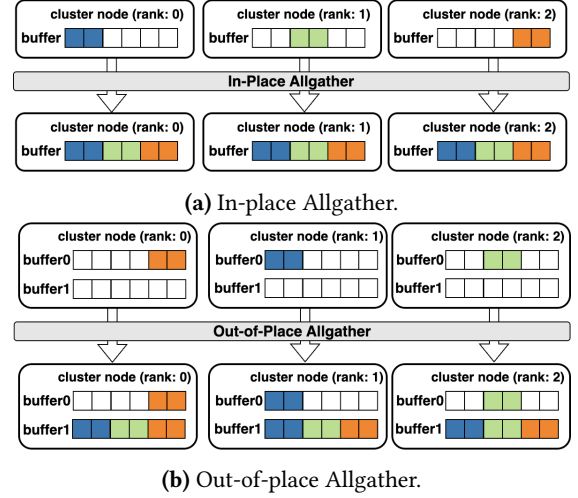 cluster node (rank: 0) cluster node (rank: 1) cluster node (rank: 2)
buffer buffer buffer
In-Place Allgather
cluster node (rank: 0) cluster node (rank: 1) cluster node (rank: 2)
buffer buffer buffer
(a) In-place Allgather.
cluster node (rank: 0) cluster node (rank: 1) cluster node (rank: 2)
buffer0 buffer0 buffer0
buffer1 buffer1 buffer1
Out-of-Place Allgather
cluster node (rank: 0) cluster node (rank: 1) cluster node (rank: 2)
buffer0 buffer0 buffer0
buffer1 buffer1 buffer1
(b) Out-of-place Allgather.